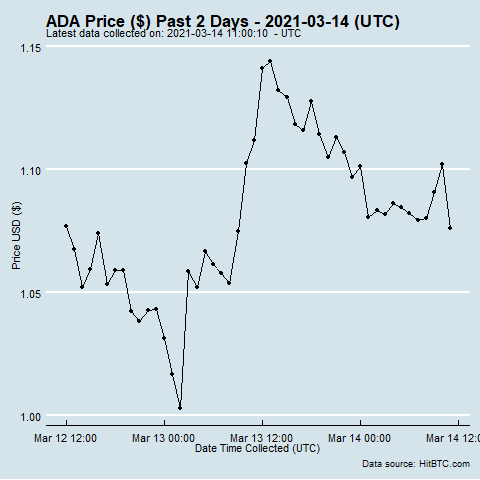 ADA Price ($) Past 2 Days - 2021-03-14 (UTC)
Latest data collected on: 2021-03-14 11:00:10 - UTC
1.15
1.10
1.05
1.00
Price USD ($)
Mar 12 12:00 Mar 13 00:00 Mar 13 12:00 Mar 14 00:00 Mar 14 12:
Date Time Collected (UTC)
Data source: HitBTC.com